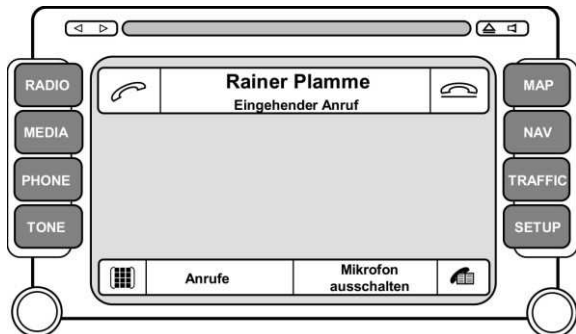 RADIO
MEDIA
PHONE
TONE
Rainer Plamme
Eingehender Anruf
Anrufe
Mikrofon
ausschalten
MAP
NAV
TRAFFIC
SETUP